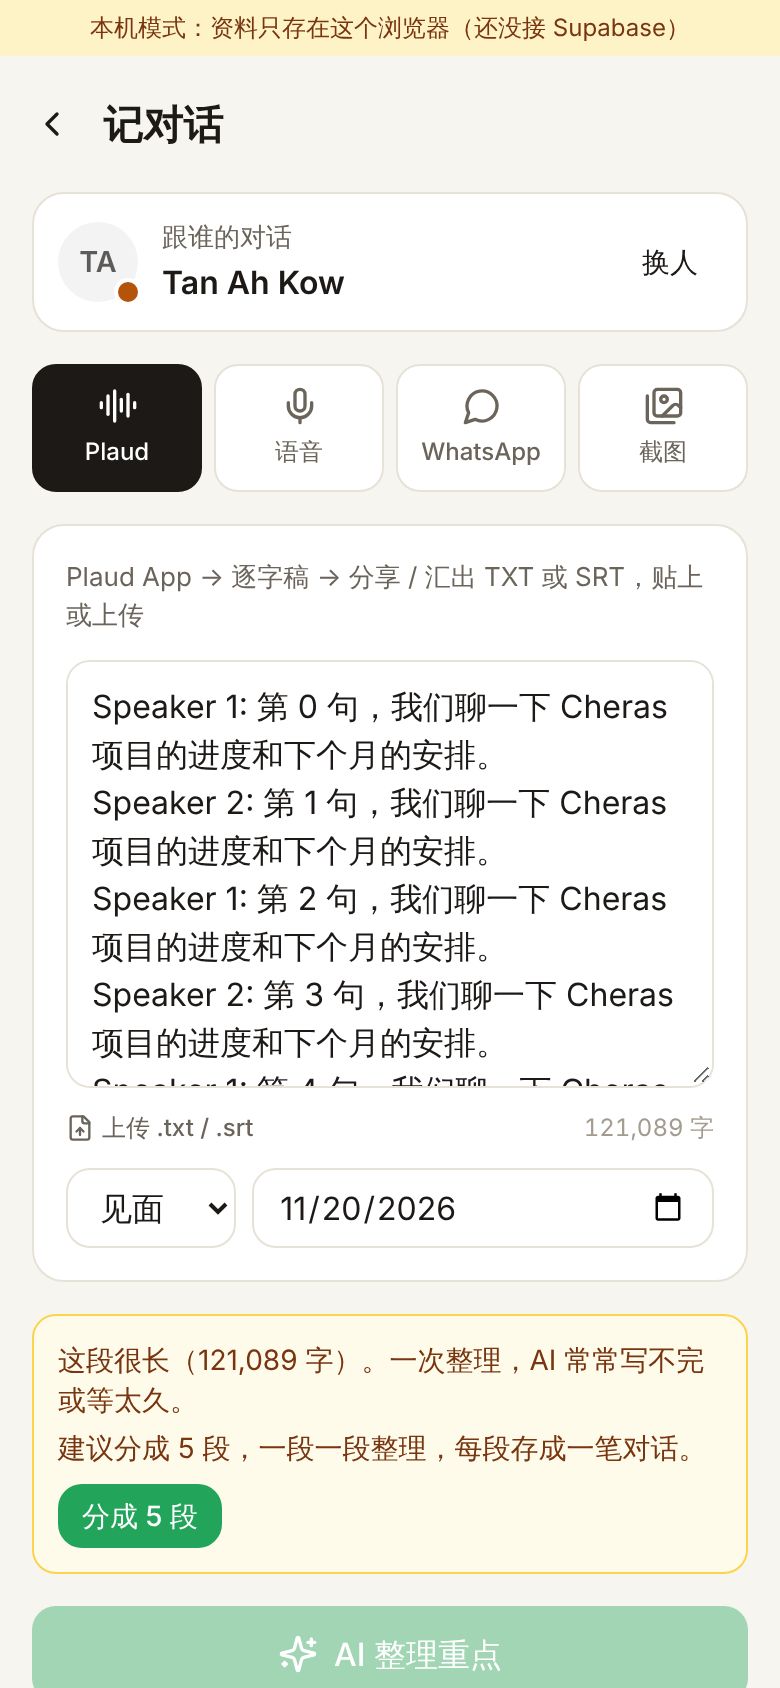 本机模式：资料只存在这个浏览器（还没接 Supabase）
记对话
TA
跟谁的对话
Tan Ah Kow
换人
Plaud
语音
WhatsApp
截图
Plaud App → 逐字稿 → 分享 / 汇出 TXT 或 SRT，贴上
或上传
Speaker 1: 第 0 句，我们聊一下 Cheras
项目的进度和下个月的安排。
Speaker 2: 第 1 句，我们聊一下 Cheras
项目的进度和下个月的安排。
Speaker 1: 第 2 句，我们聊一下 Cheras
项目的进度和下个月的安排。
Speaker 2: 第 3 句，我们聊一下 Cheras
项目的进度和下个月的安排。
Speaker 1: 第 4 句，我们聊一下 Cheras
上传 .txt / .srt
121,089 字
见面
11/20/2026
这段很长（121,089 字）。一次整理，AI 常常写不完
或等太久。
建议分成 5 段，一段一段整理，每段存成一笔对话。
分成 5 段
AI 整理重点